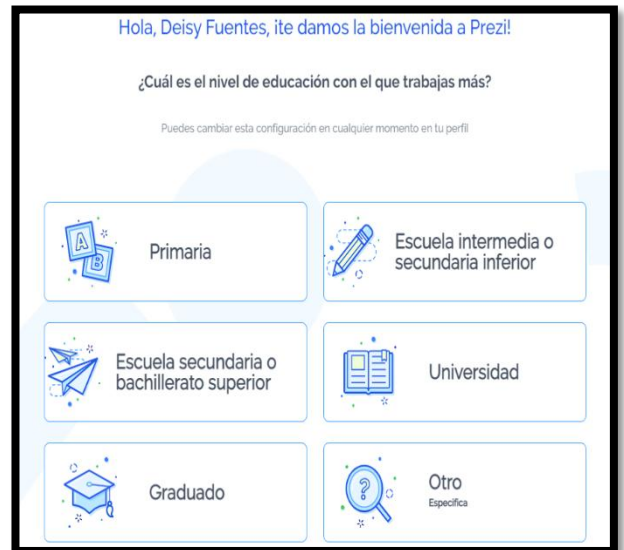 Hola, Deisy Fuentes, ¡te damos la bienvenida a Prezi!
¿Cuál es el nivel de educación con el que trabajas más?
Puedes cambiar esta configuración en cualquier momento en tu perfil
A
B
Primaria
Escuela intermedia o
secundaria inferior
Escuela secundaria o
bachillerato superior
Universidad
Graduado
?
Otro
Especifica